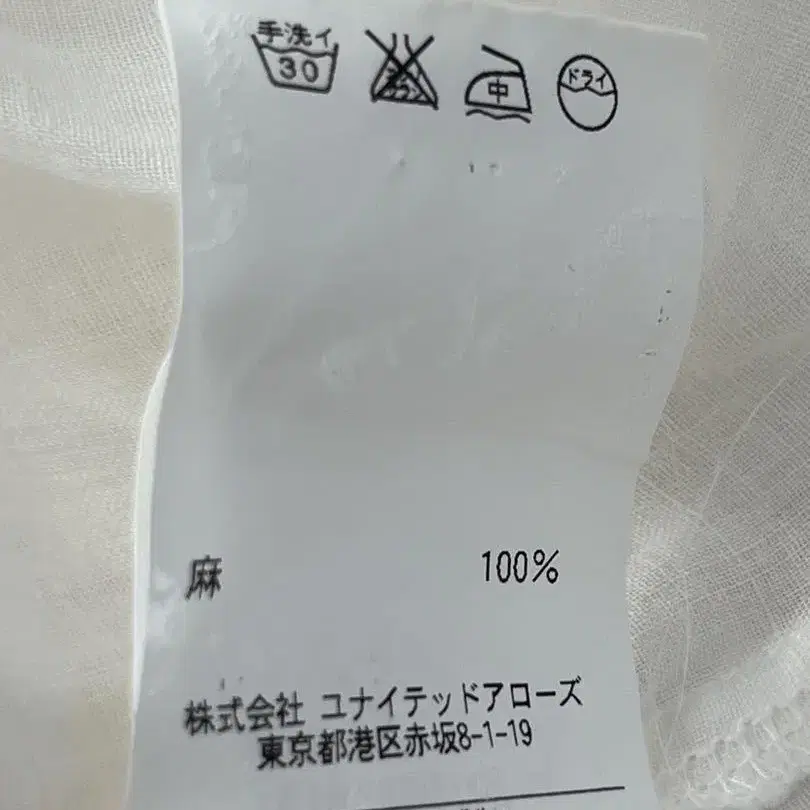 手洗イ
30
中
ドライ
麻 100%
株式会社 ユナイテッドアローズ
東京都港区赤坂8-1-19